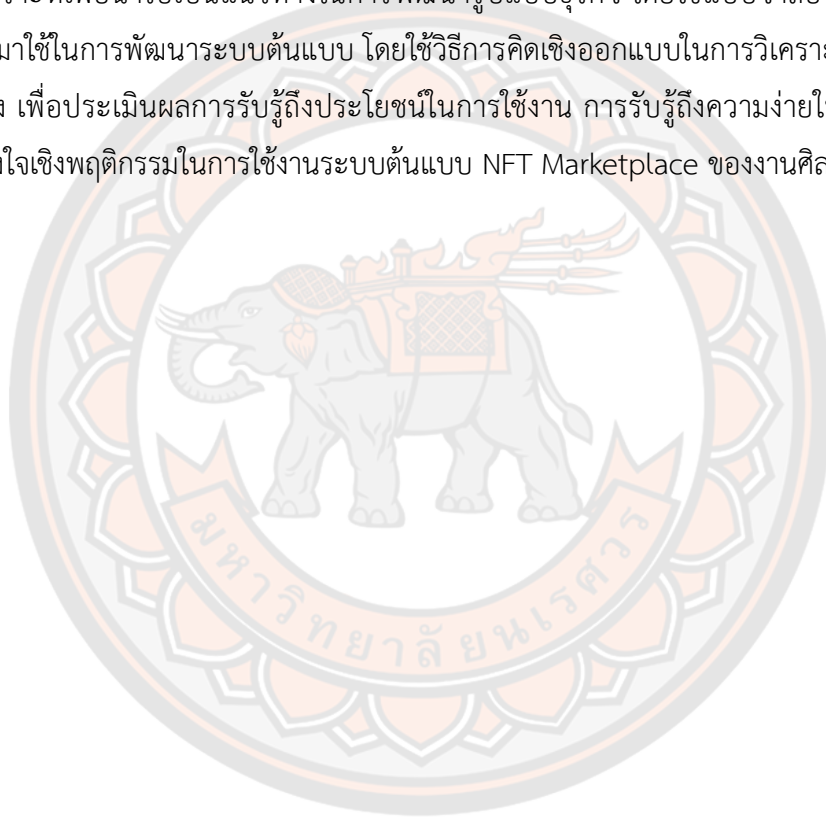 มาใช้ในการพัฒนาระบบต้นแบบ โดยใช้วิธีการคิดเชิงออกแบบในการวิเคราะ
ง เพื่อประเมินผลการรับรู้ถึงประโยชน์ในการใช้งาน การรับรู้ถึงความง่ายใ
งใจเชิงพฤติกรรมในการใช้งานระบบต้นแบบ NFT Marketplace ของงานศิล
มหาวิทยาลัยนเรศวร